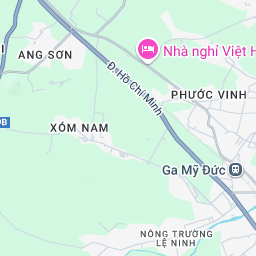 ANG SƠN
Nhà nghỉ Việt H
Đ. Hồ Chí Minh
PHƯỚC VINH
XÓM NAM
Ga Mỹ Đức
NÔNG TRƯỜNG
LỆ NINH